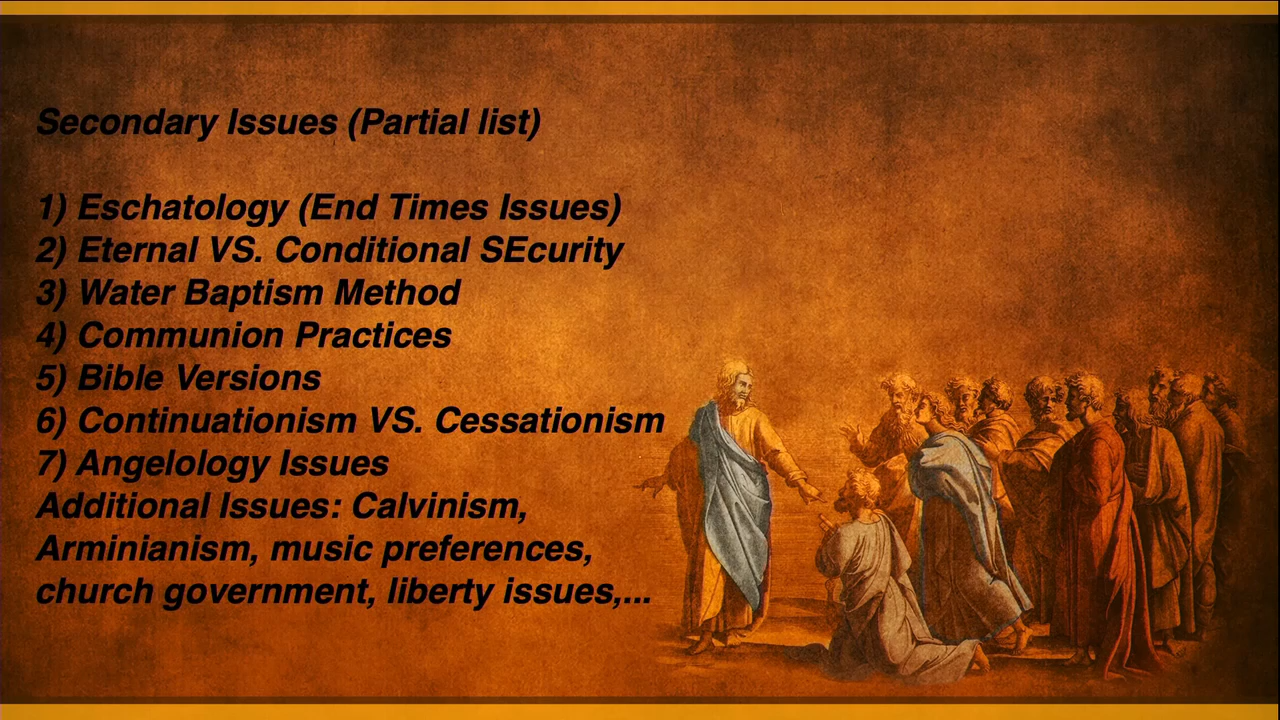 Secondary Issues (Partial list)
1) Eschatology (End Times Issues)
2) Eternal VS. Conditional SEcurity
3) Water Baptism Method
4) Communion Practices
5) Bible Versions
6) Continuationism VS. Cessationism
7) Angelology Issues
Additional Issues: Calvinism,
Arminianism, music preferences,
church government, liberty issues,...